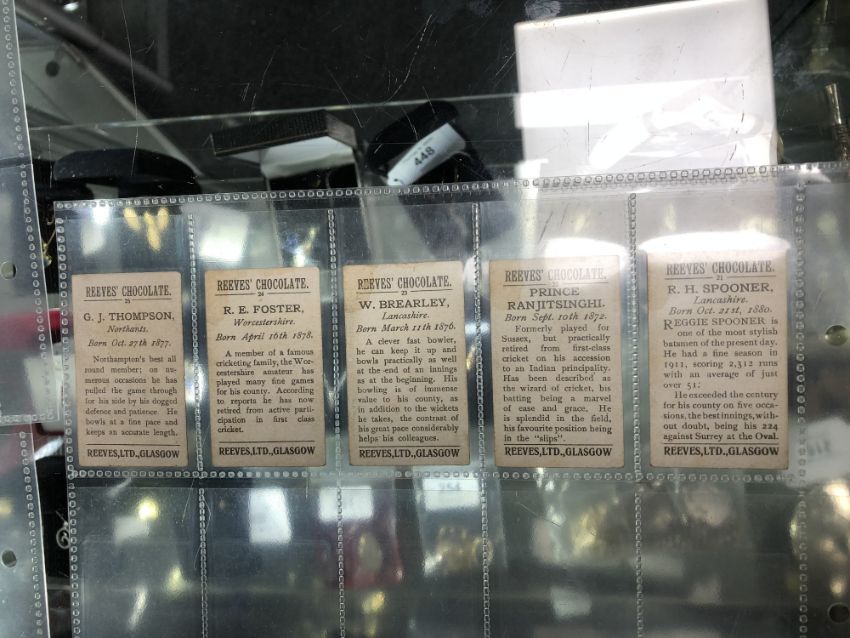 448
REEVES' CHOCOLATE.
25
G. J. THOMPSON,
Northants.
Born Oct. 27th 1877.
Northampton's best all
round member; on nu-
merous occasions he has
pulled the game through
for his side by his dogged
defence and patience. He
bowls at a fine pace and
keeps an accurate length.
REEVES, LTD., GLASGOW
REEVES' CHOCOLATE.
24
R. E. FOSTER,
Worcestershire.
Born April 16th 1878.
A member of a famous
cricketing family, the Wor-
cestershire amateur has
played many fine games
for his county. According
to reports he has now
retired from active parti-
cipation in first class
cricket.
REEVES, LTD., GLASGOW
REEVES' CHOCOLATE.
23
W. BREARLEY,
Lancashire.
Born March 11th 1876.
A clever fast bowler,
he can keep it up and
bowls practically as well
at the end of an innings
as at the beginning. His
bowling is of immense
value to his county, as
in addition to the wickets
he takes, the contrast of
his great pace considerably
helps his colleagues.
REEVES, LTD., GLASGOW
REEVES' CHOCOLATE.
PRINCE
RANJITSINGHI.
Born Sept. 10th 1872.
Formerly played for
Sussex, but practically
retired from first-class
cricket on his accession
to an Indian principality.
Has been described as
the wizard of cricket, his
batting being a marvel
of ease and grace. He
is splendid in the field,
his favourite position being
in the "slips".
REEVES, LTD., GLASGOW
REEVES' CHOCOLATE.
21
R. H. SPOONER,
Lancashire.
Born Oct. 21st, 1880.
REGGIE SPOONER is
one of the most stylish
batsmen of the present day.
He had a fine season in
1911, scoring 2,312 runs
with an average of just
over 51:
He exceeded the century
for his county on five occa-
sions, the best innings, with-
out doubt, being his 224
against Surrey at the Oval.
REEVES, LTD., GLASGOW